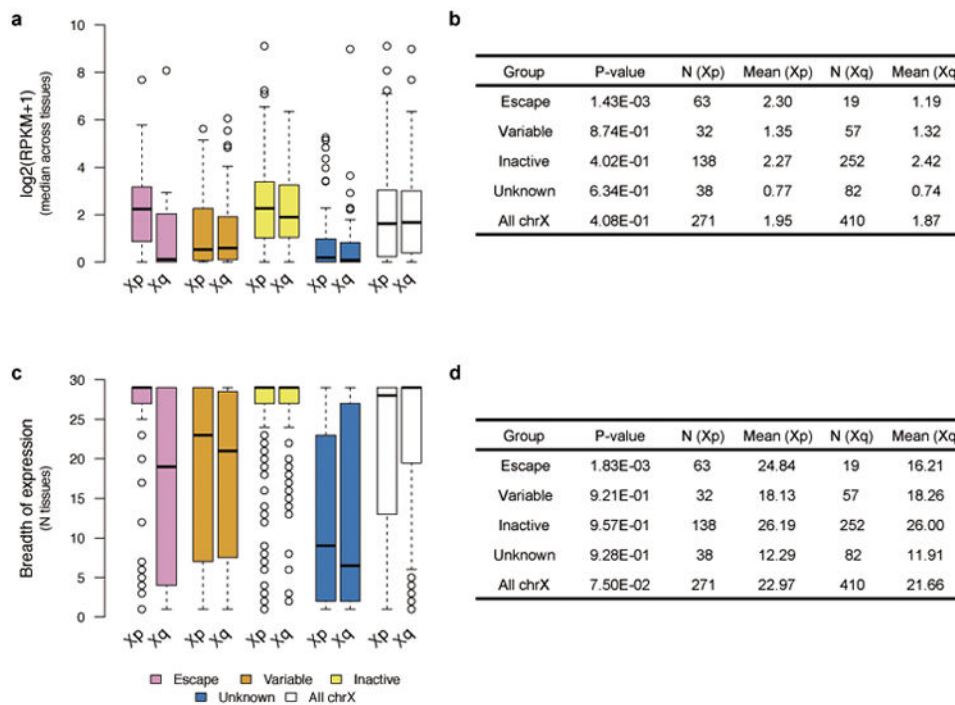 a
log2(RPKM+1)
(median across tissues)
10
8
6
4
2
0
Xp Xq Xp Xq Xp Xq Xp Xq Xp Xq
b
Group P-value N (Xp) Mean (Xp) N (Xq) Mean (Xq
Escape 1.43E-03 63 2.30 19 1.19
Variable 8.74E-01 32 1.35 57 1.32
Inactive 4.02E-01 138 2.27 252 2.42
Unknown 6.34E-01 38 0.77 82 0.74
All chrX 4.08E-01 271 1.95 410 1.87
c
Breadth of expression
(N tissues)
30
25
20
15
10
5
0
Xp Xq Xp Xq Xp Xq Xp Xq Xp Xq
Escape Variable Inactive
Unknown All chrX
d
Group P-value N (Xp) Mean (Xp) N (Xq) Mean (Xq
Escape 1.83E-03 63 24.84 19 16.21
Variable 9.21E-01 32 18.13 57 18.26
Inactive 9.57E-01 138 26.19 252 26.00
Unknown 9.28E-01 38 12.29 82 11.91
All chrX 7.50E-02 271 22.97 410 21.66